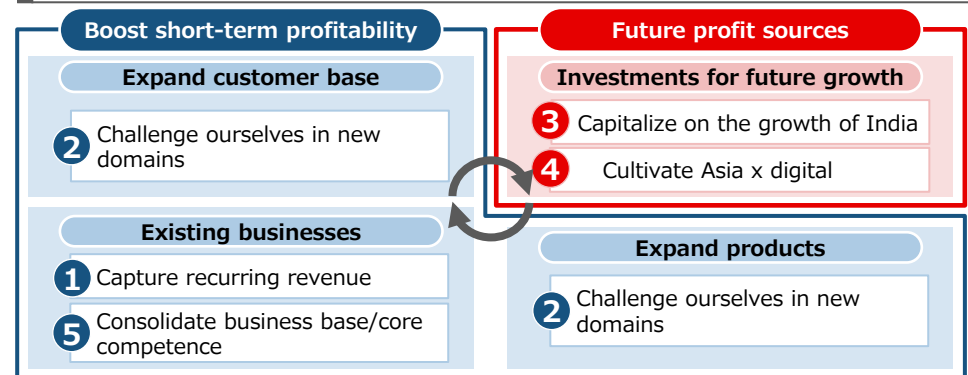 Boost short-term profitability
Expand customer base
2
Challenge ourselves in new
domains
Existing businesses
1
Capture recurring revenue
5
Consolidate business base/core
competence
Future profit sources
Investments for future growth
3
Capitalize on the growth of India
4
Cultivate Asia x digital
Expand products
2
Challenge ourselves in new
domains